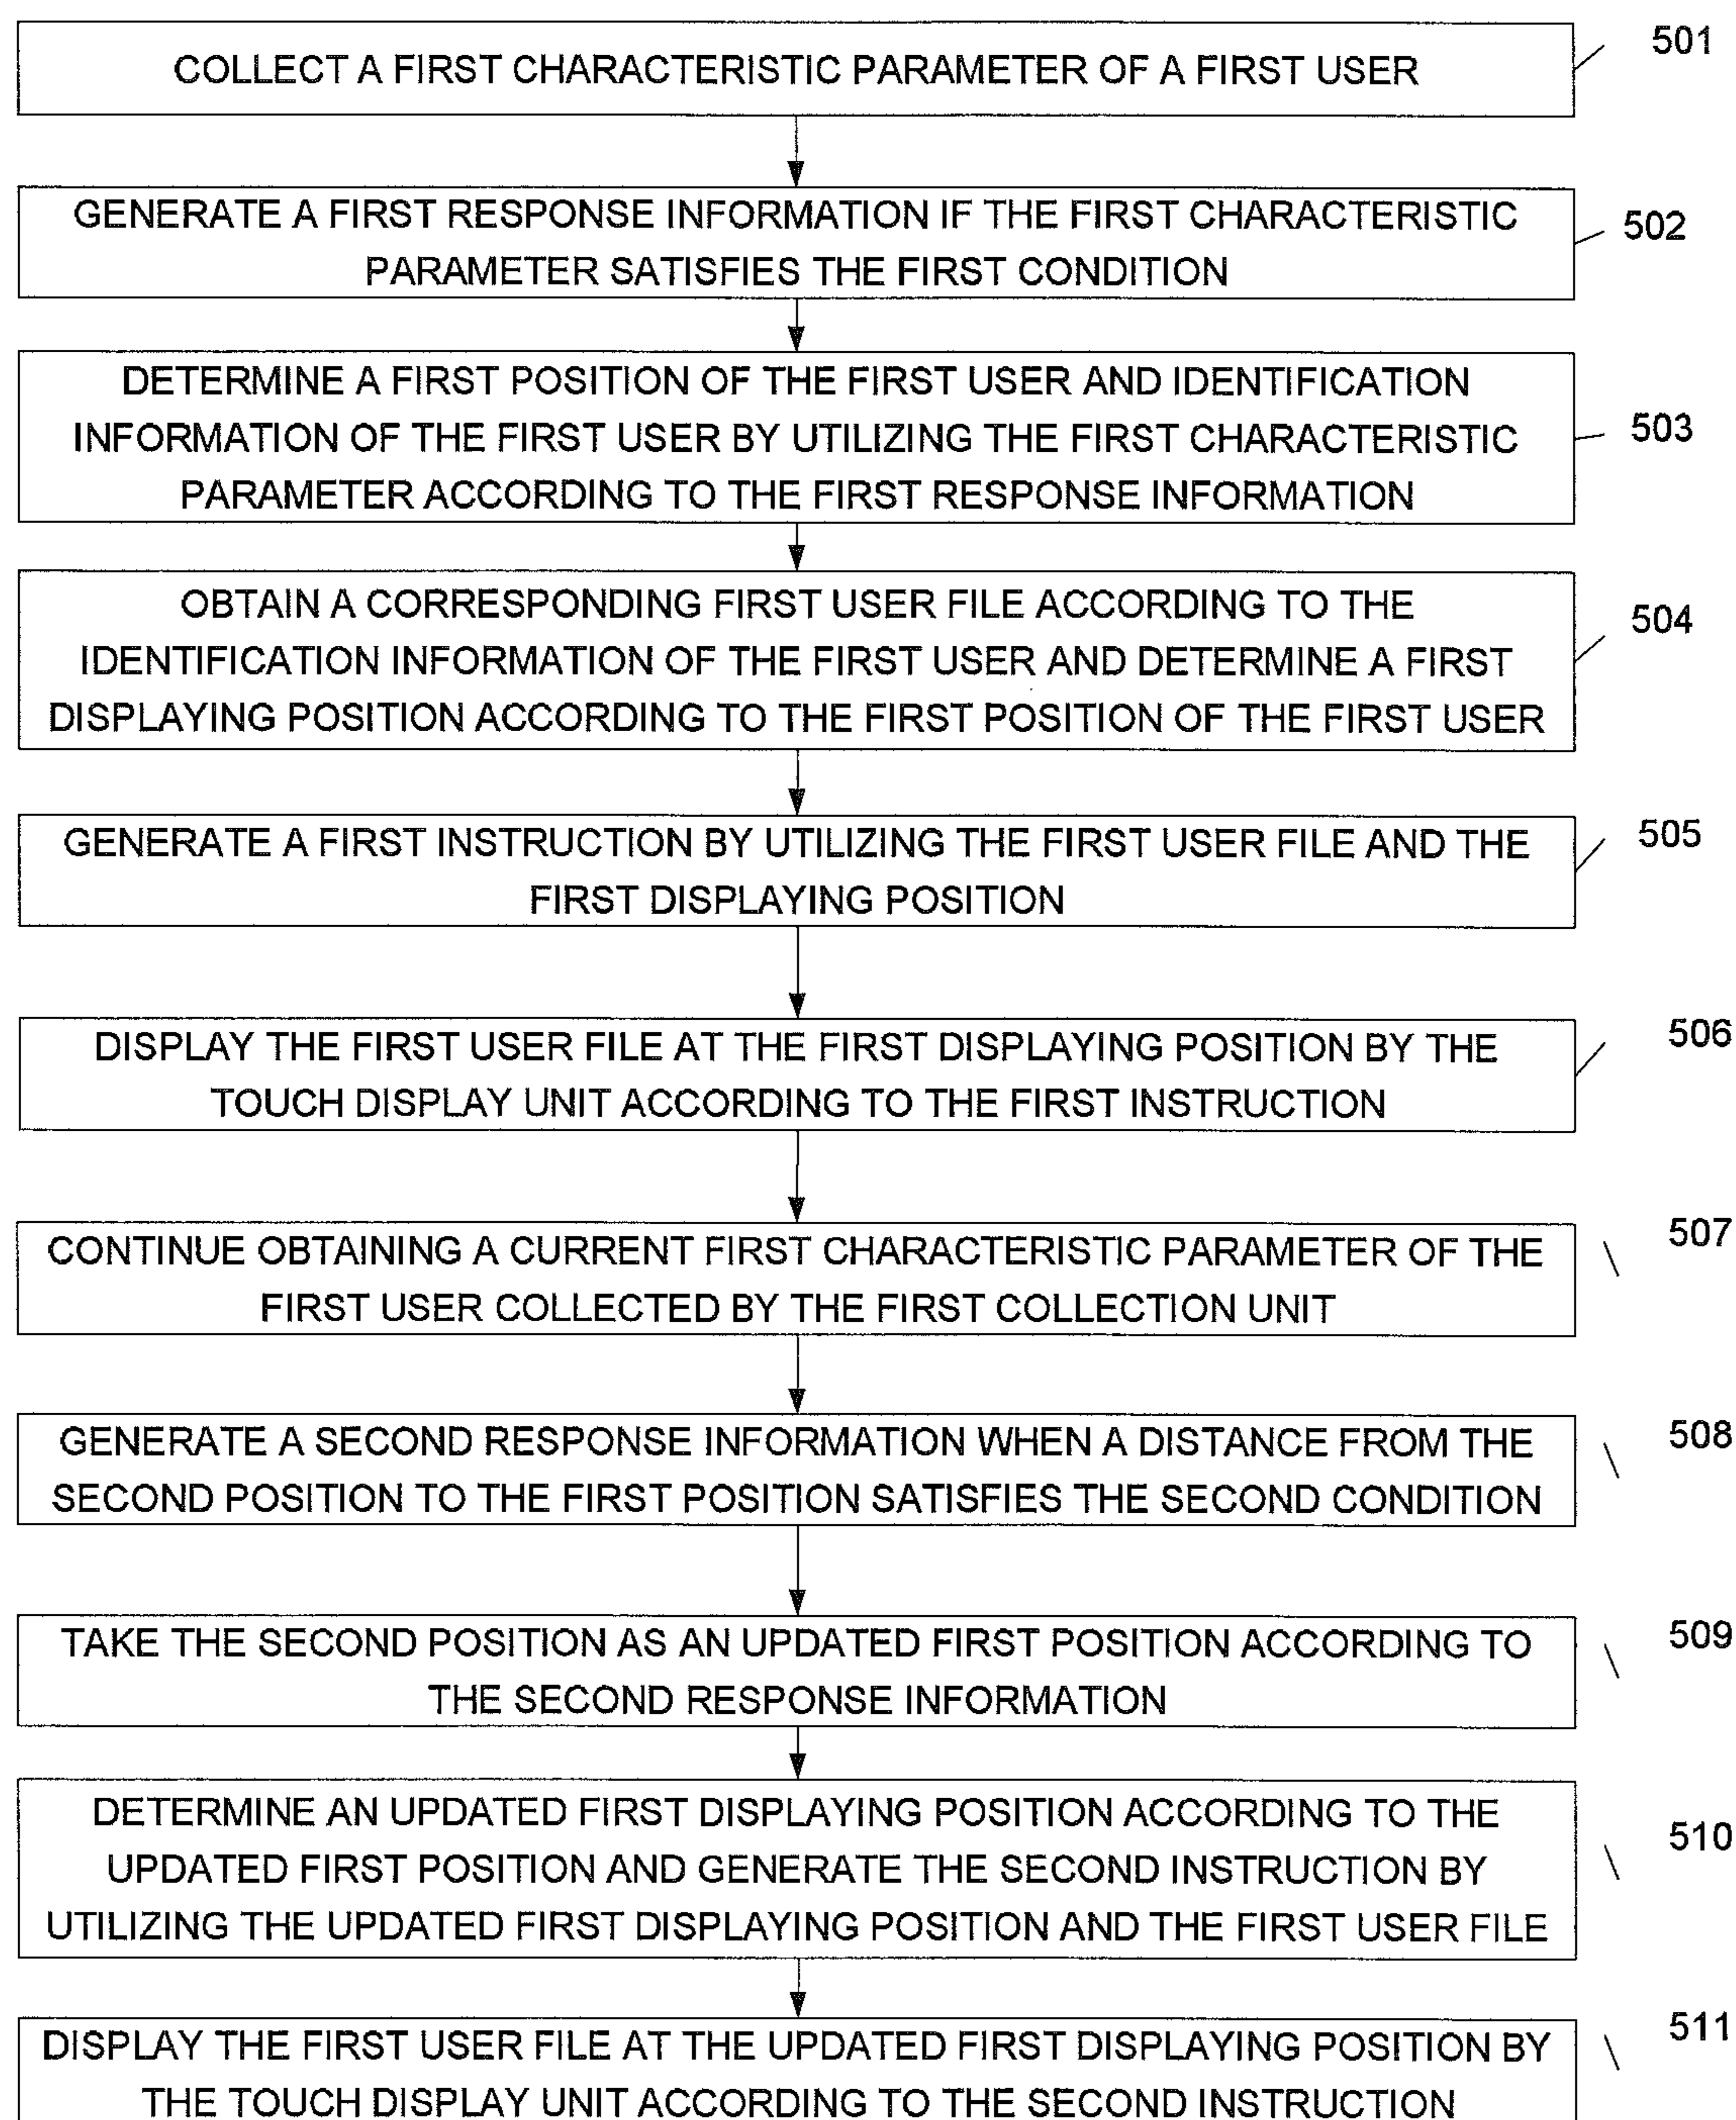 COLLECT A FIRST CHARACTERISTIC PARAMETER OF A FIRST USER
501
GENERATE A FIRST RESPONSE INFORMATION IF THE FIRST CHARACTERISTIC
PARAMETER SATISFIES THE FIRST CONDITION
502
DETERMINE A FIRST POSITION OF THE FIRST USER AND IDENTIFICATION
INFORMATION OF THE FIRST USER BY UTILIZING THE FIRST CHARACTERISTIC
PARAMETER ACCORDING TO THE FIRST RESPONSE INFORMATION
503
OBTAIN A CORRESPONDING FIRST USER FILE ACCORDING TO THE
IDENTIFICATION INFORMATION OF THE FIRST USER AND DETERMINE A FIRST
DISPLAYING POSITION ACCORDING TO THE FIRST POSITION OF THE FIRST USER
504
GENERATE A FIRST INSTRUCTION BY UTILIZING THE FIRST USER FILE AND THE
FIRST DISPLAYING POSITION
505
DISPLAY THE FIRST USER FILE AT THE FIRST DISPLAYING POSITION BY THE
TOUCH DISPLAY UNIT ACCORDING TO THE FIRST INSTRUCTION
506
CONTINUE OBTAINING A CURRENT FIRST CHARACTERISTIC PARAMETER OF THE
FIRST USER COLLECTED BY THE FIRST COLLECTION UNIT
507
GENERATE A SECOND RESPONSE INFORMATION WHEN A DISTANCE FROM THE
SECOND POSITION TO THE FIRST POSITION SATISFIES THE SECOND CONDITION
508
TAKE THE SECOND POSITION AS AN UPDATED FIRST POSITION ACCORDING TO
THE SECOND RESPONSE INFORMATION
509
DETERMINE AN UPDATED FIRST DISPLAYING POSITION ACCORDING TO THE
UPDATED FIRST POSITION AND GENERATE THE SECOND INSTRUCTION BY
UTILIZING THE UPDATED FIRST DISPLAYING POSITION AND THE FIRST USER FILE
510
DISPLAY THE FIRST USER FILE AT THE UPDATED FIRST DISPLAYING POSITION BY
THE TOUCH DISPLAY UNIT ACCORDING TO THE SECOND INSTRUCTION
511